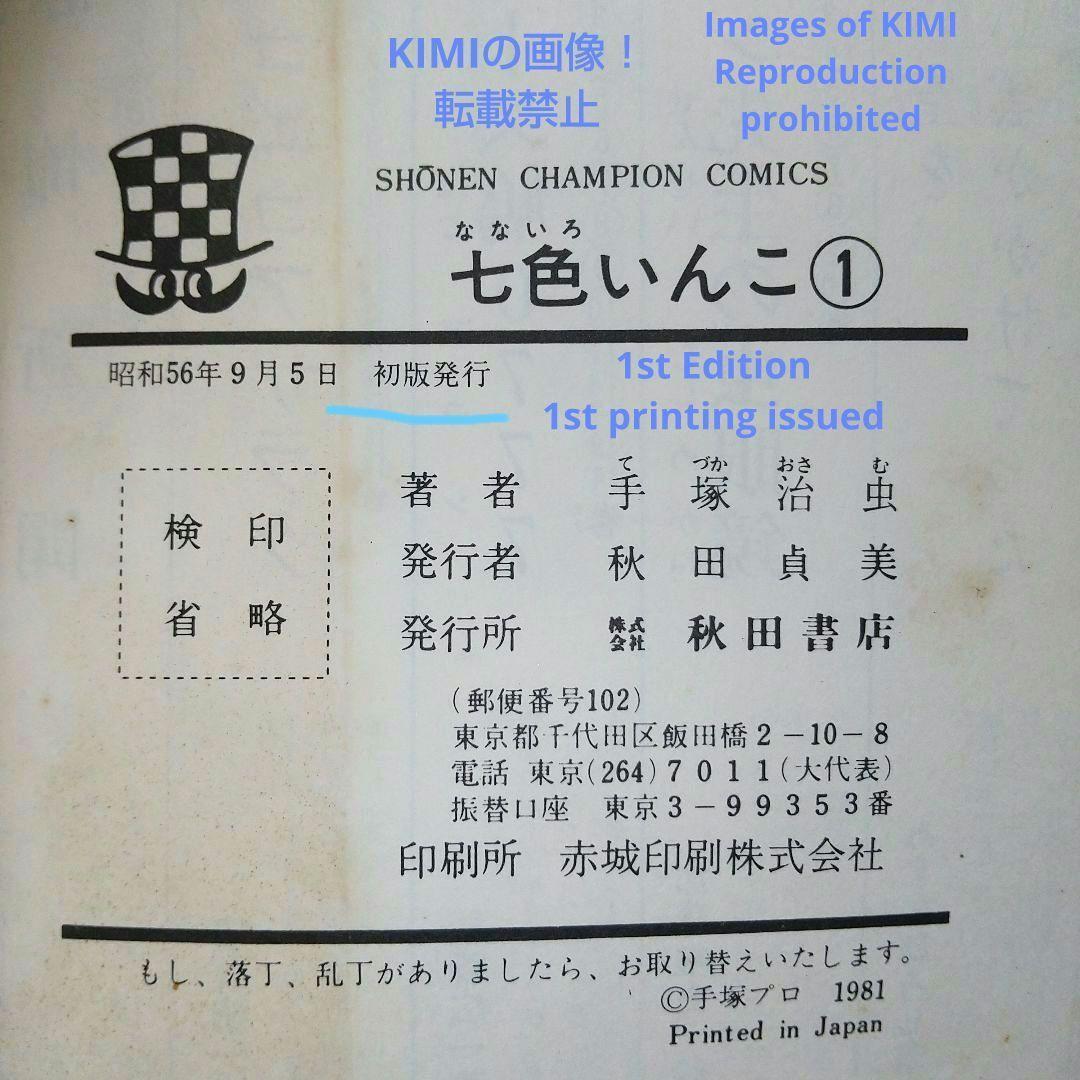 KIMIの画像！
転載禁止
Images of KIMI
Reproduction
prohibited
SHŌNEN CHAMPION COMICS
なないろ
七色いんこ①
昭和56年9月5日 初版発行
1st Edition
1st printing issued
検印
省略
て づか おさ む
著者 手塚治虫
発行者 秋田貞美
発行所 株式会社 秋田書店
(郵便番号102)
東京都千代田区飯田橋2-10-8
電話 東京(264)7011(大代表)
振替口座 東京3-99353番
印刷所 赤城印刷株式会社
もし、落丁、乱丁がありましたら、お取り替えいたします。
©手塚プロ 1981
Printed in Japan